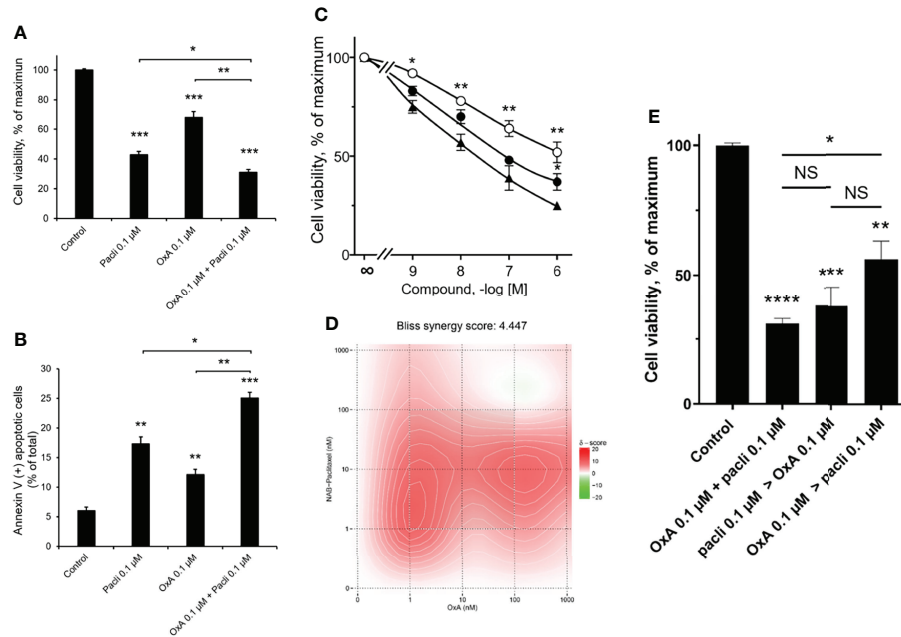 A
Cell viability, % of maximun
100
80
60
40
20
0
***
***
***
*
**
Control
Pacli 0.1 µM
OxA 0.1 µM
OxA 0.1 µM + Pacli 0.1 µM
B
Annexin V (+) apoptotic cells
(% of total)
30
25
20
15
10
5
0
**
**
***
*
**
Control
Pacli 0.1 µM
OxA 0.1 µM
OxA 0.1 µM + Pacli 0.1 µM
C
Cell viability, % of maximum
100
50
0
*
**
**
**
*
∞
9
8
7
6
Compound, -log [M]
D
Bliss synergy score: 4.447
NAB-Paclitaxel (nM)
1000
100
10
1
0
0
1
10
100
1000
OxA (nM)
δ - score
20
10
0
-10
-20
E
Cell viability, % of maximum
100
50
0
*
NS
NS
****
***
**
Control
OxA 0.1 µM + pacli 0.1 µM
pacli 0.1 µM > OxA 0.1 µM
OxA 0.1 µM > pacli 0.1 µM